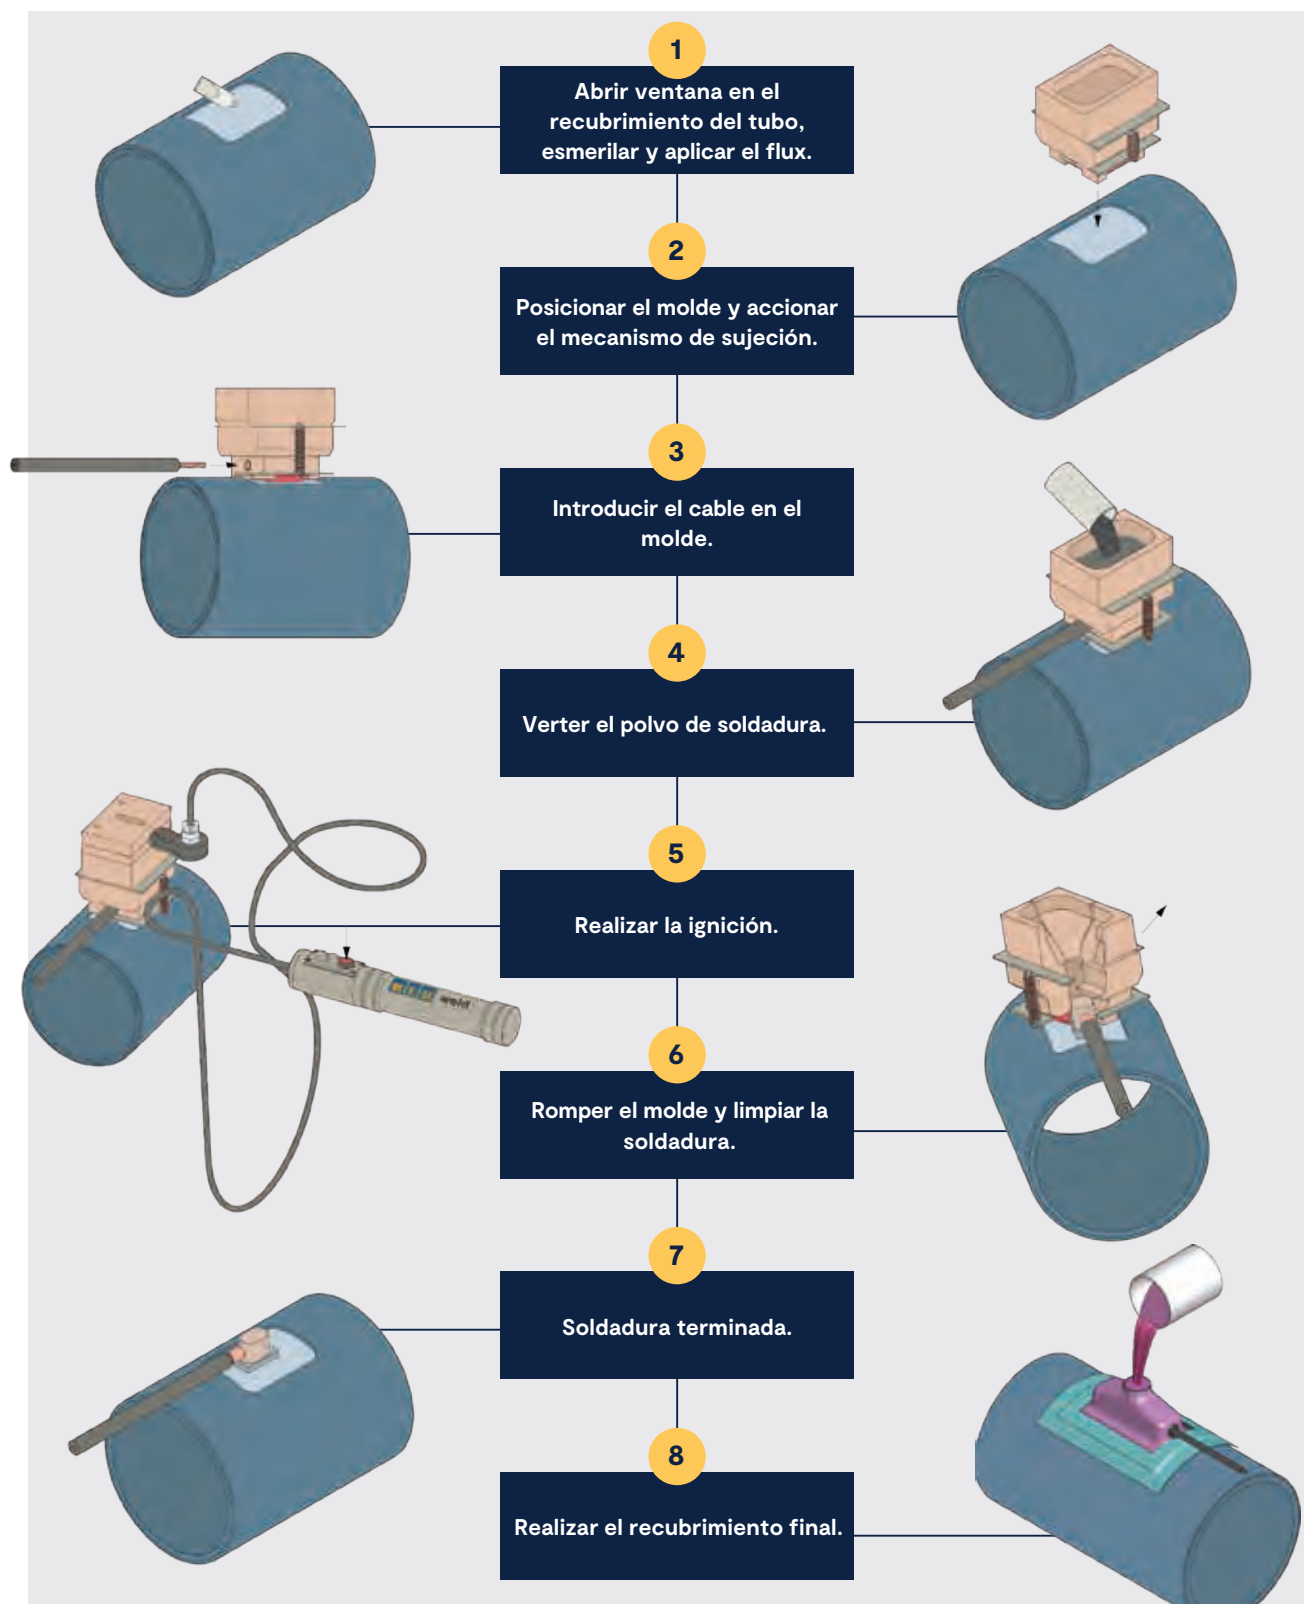 1
Abrir ventana en el
recubrimiento del tubo,
esmerilar y aplicar el flux.
2
Posicionar el molde y accionar
el mecanismo de sujeción.
3
Introducir el cable en el
molde.
4
Verter el polvo de soldadura.
5
Realizar la ignición.
weld
6
Romper el molde y limpiar la
soldadura.
7
Soldadura terminada.
8
Realizar el recubrimiento final.